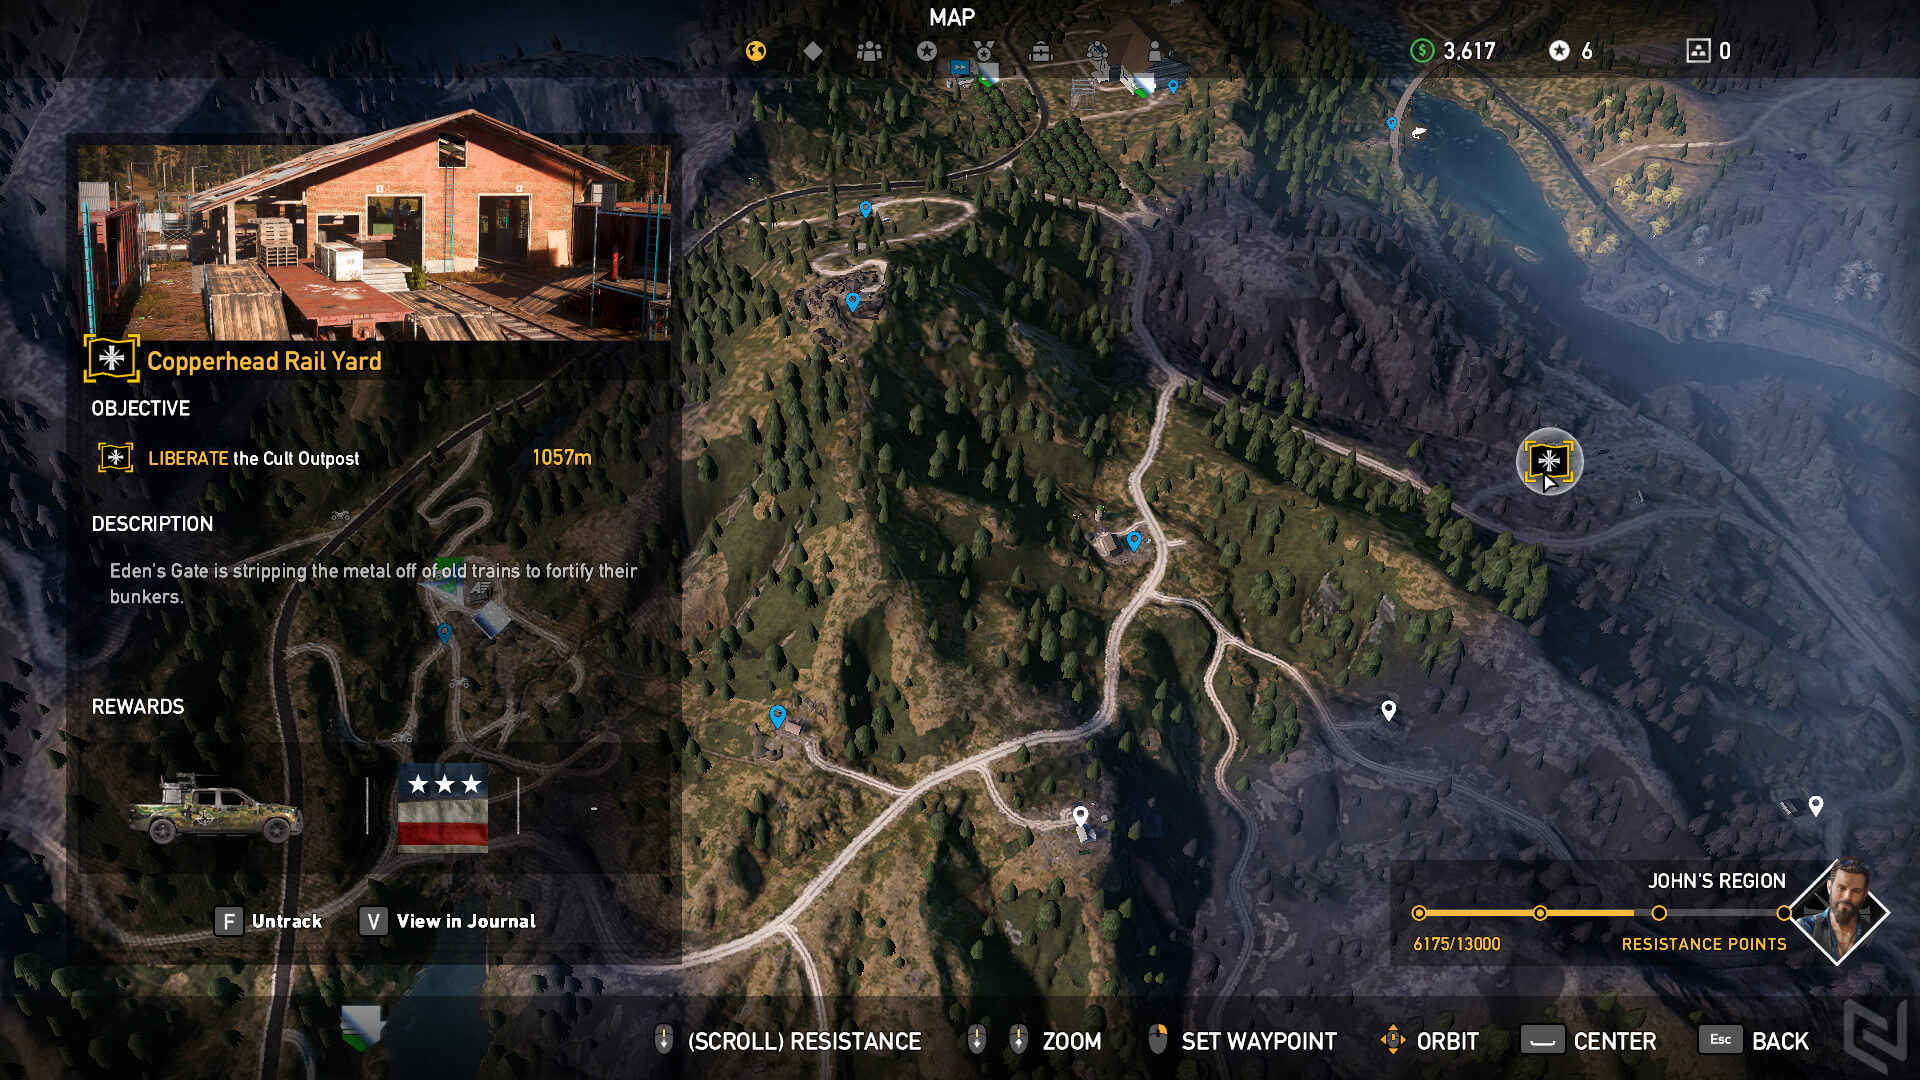 MAP
3,617
6
0
Copperhead Rail Yard
OBJECTIVE
LIBERATE the Cult Outpost
1057m
DESCRIPTION
Eden's Gate is stripping the metal off of old trains to fortify their
bunkers.
REWARDS
F Untrack
V View in Journal
JOHN'S REGION
6175/13000
RESISTANCE POINTS
(SCROLL) RESISTANCE
ZOOM
SET WAYPOINT
ORBIT
CENTER
Esc BACK